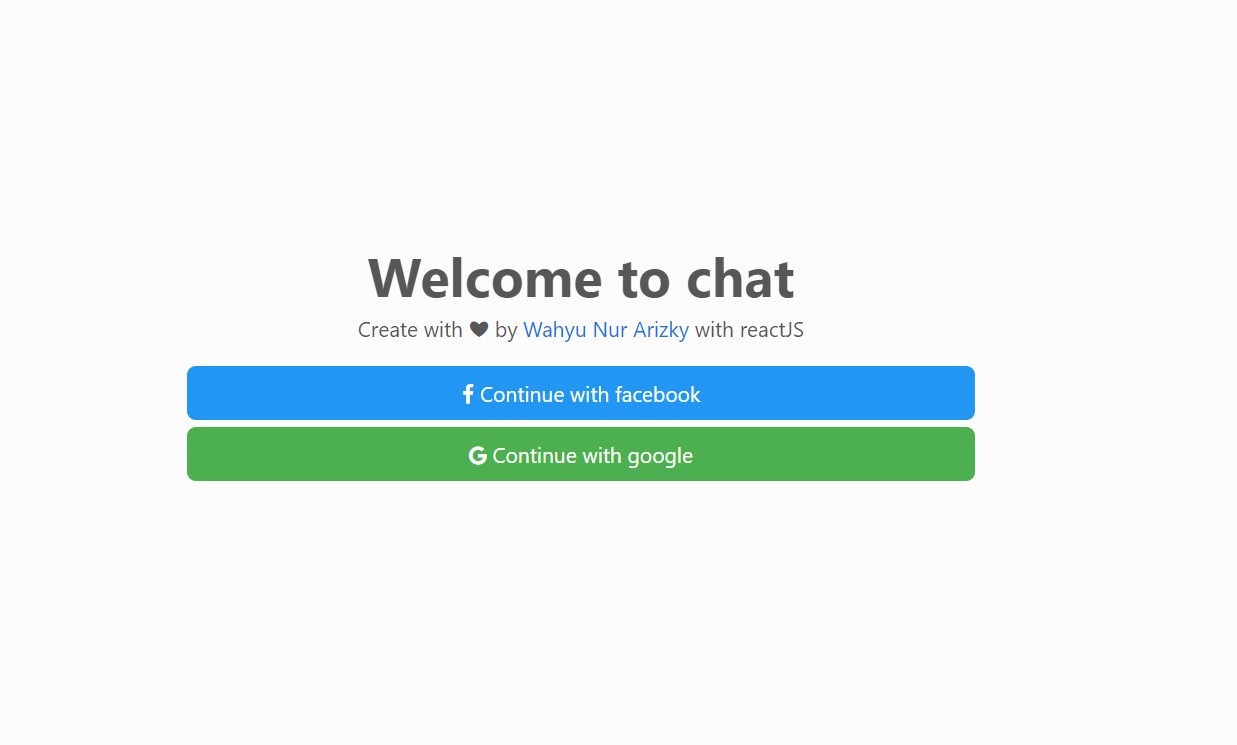 Welcome to chat
Create with ♥ by Wahyu Nur Arizky with reactJS
Continue with facebook
Continue with google